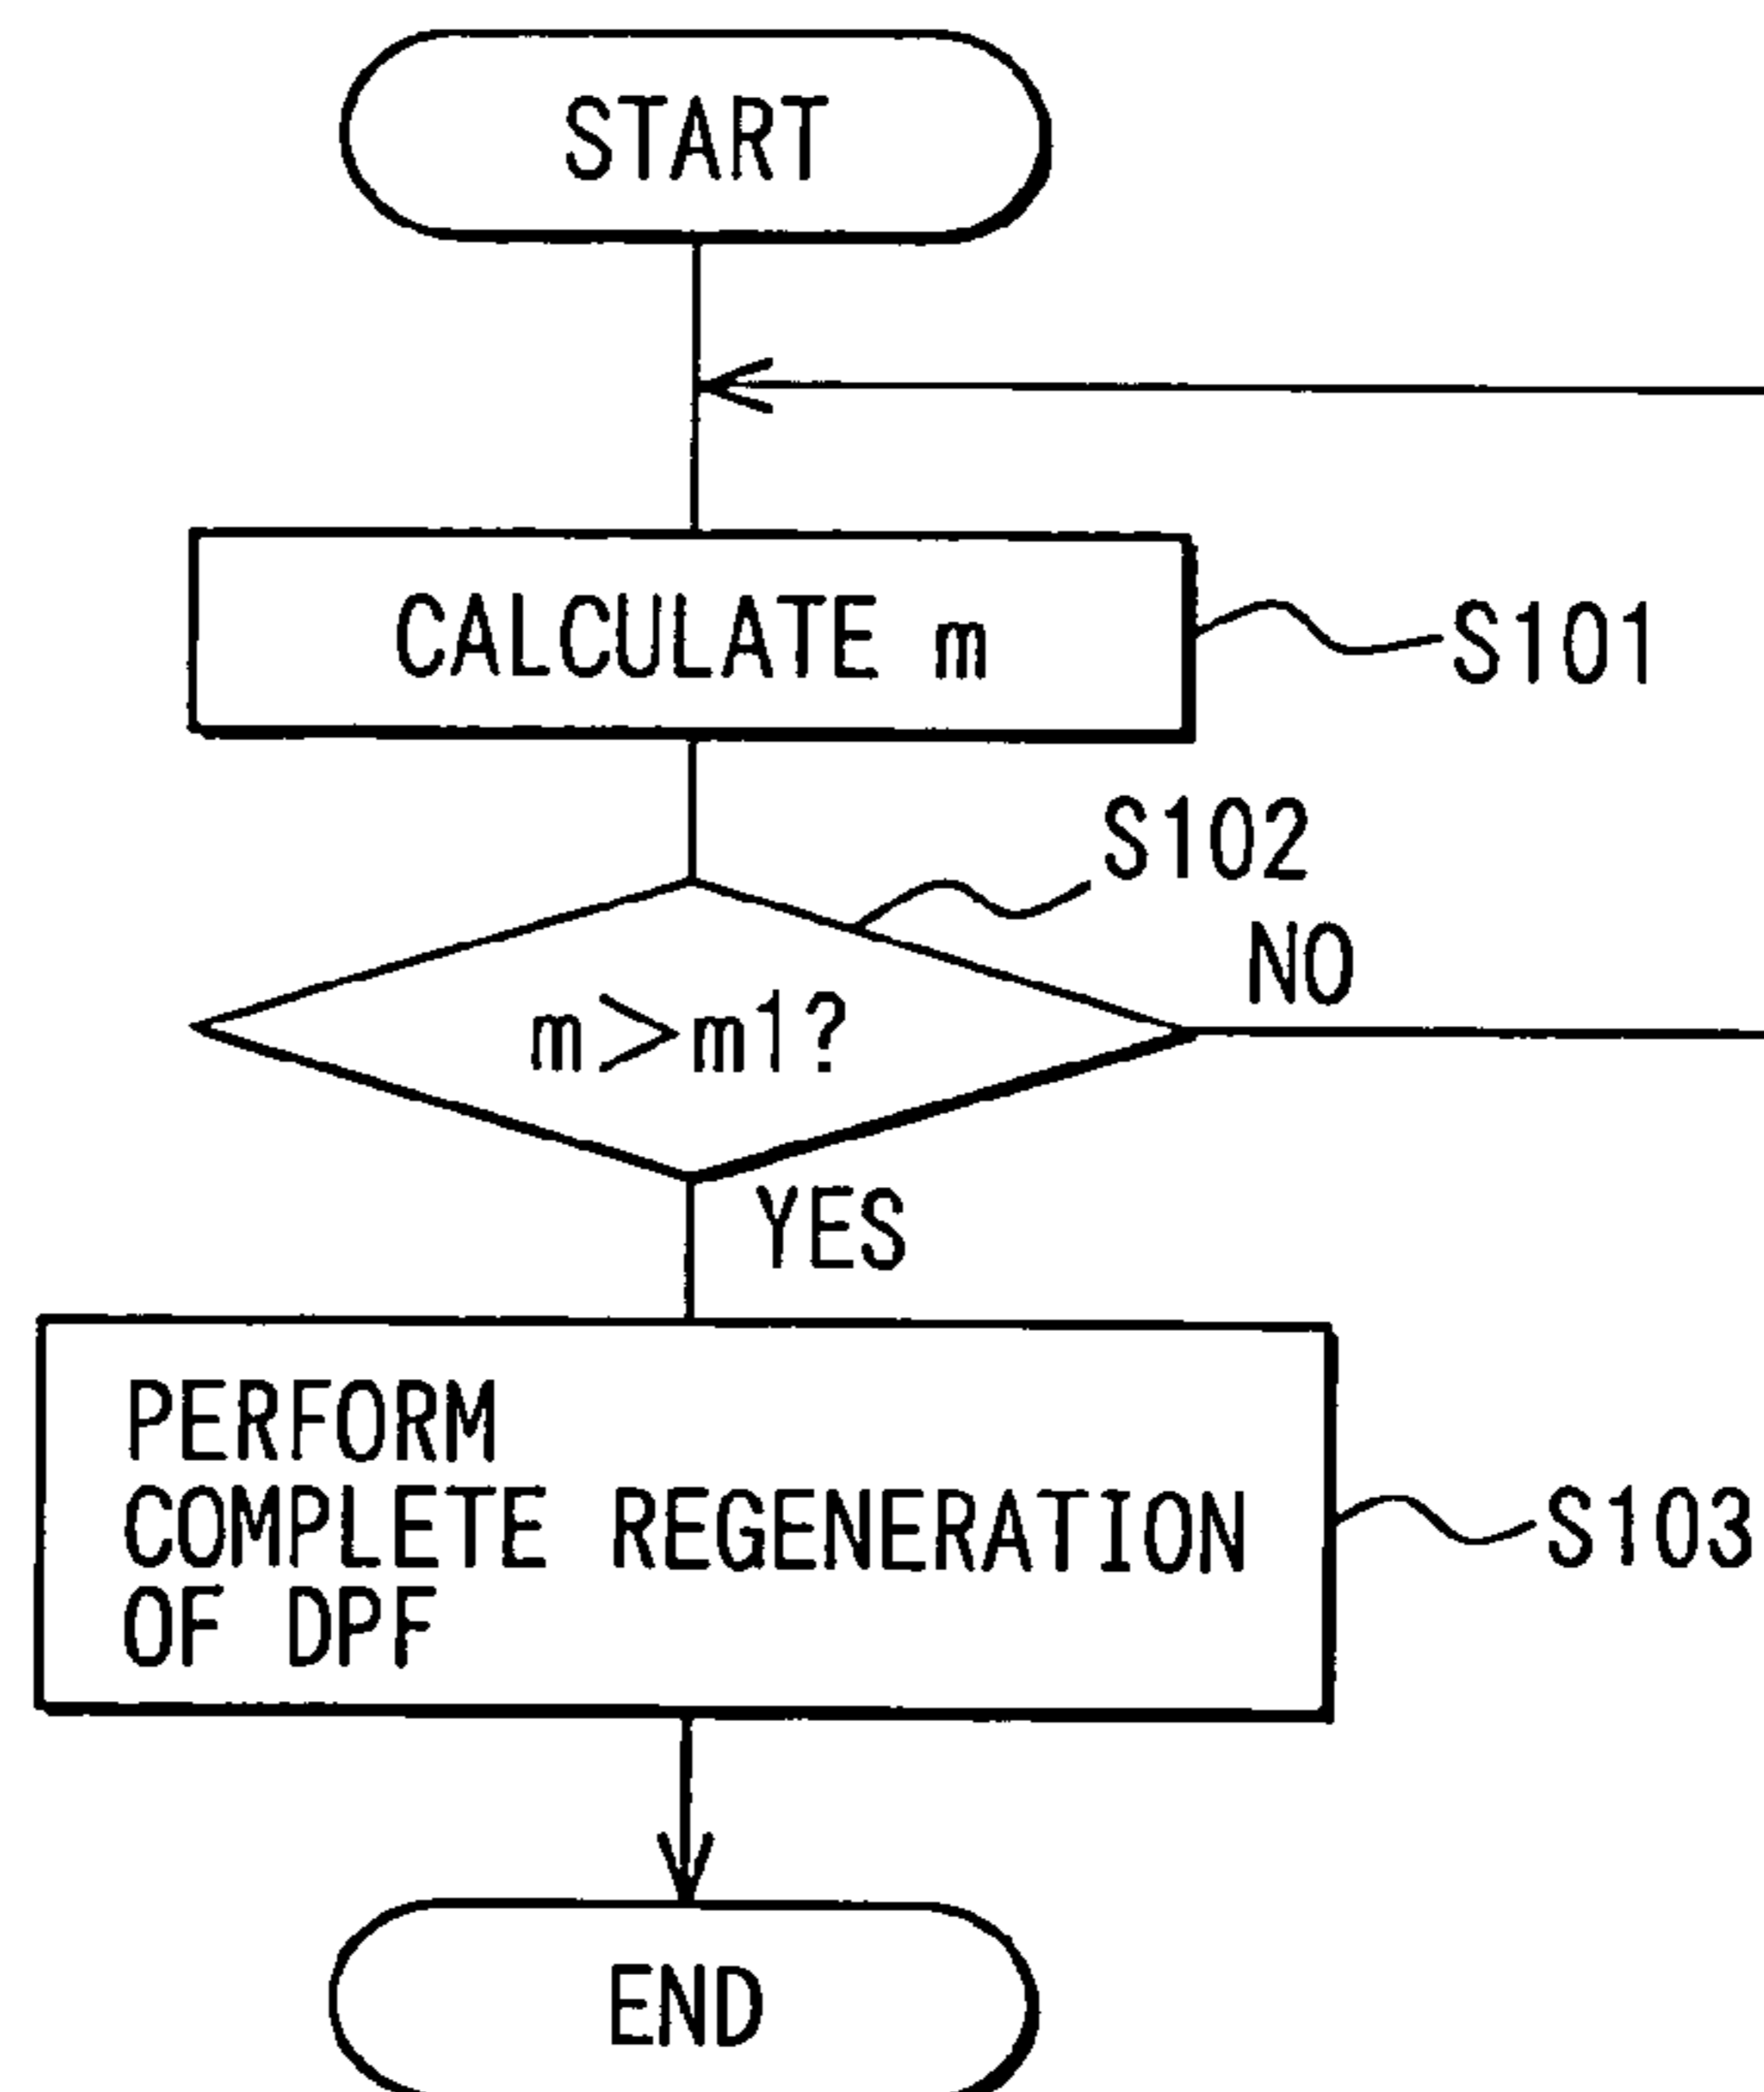 START
CALCULATE m
S101
S102
NO
m>m1?
YES
PERFORM
COMPLETE REGENERATION
OF DPF
S103
END